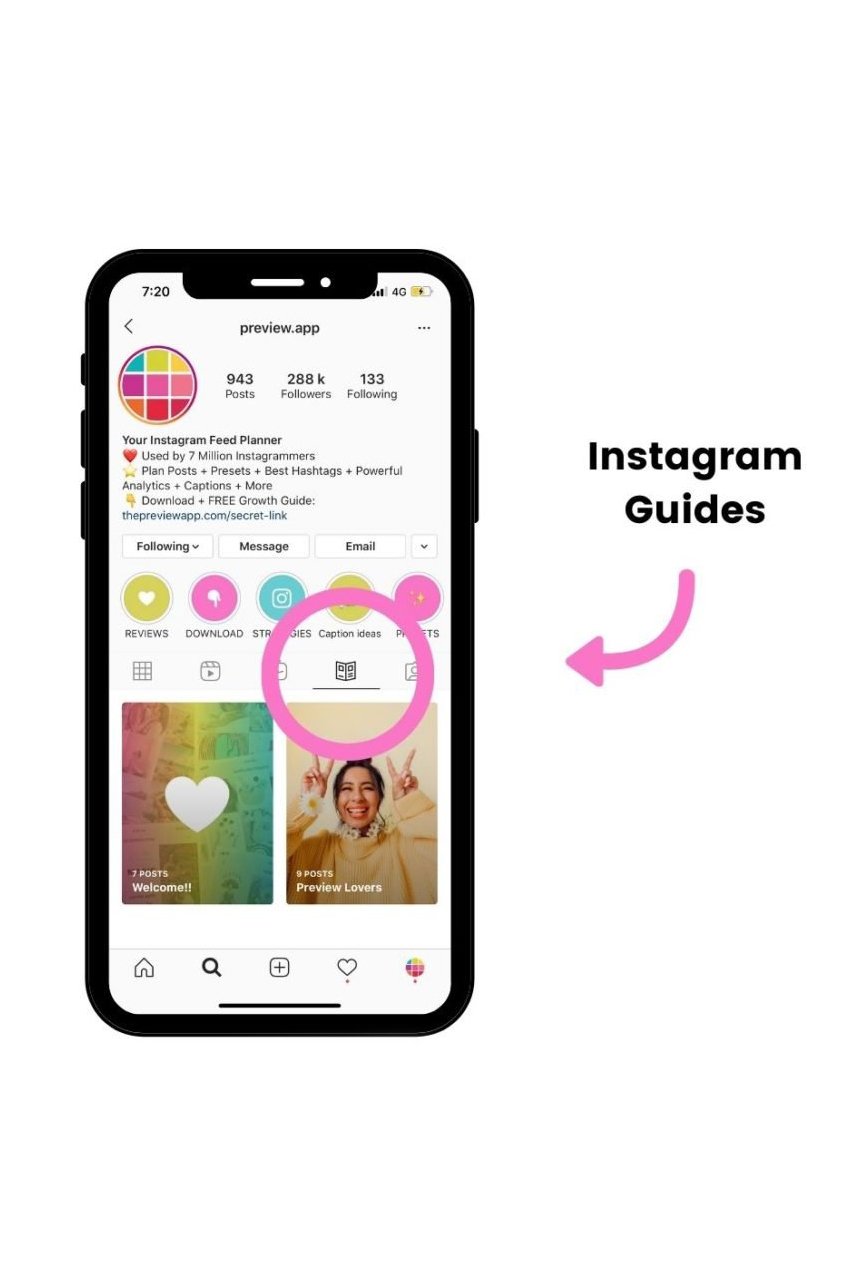 7:20
4G
preview.app
943
288 k
133
Posts
Followers
Following
Your Instagram Feed Planner
❤️ Used by 7 Million Instagrammers
⭐ Plan Posts + Presets + Best Hashtags + Powerful
Analytics + Captions + More
👇 Download + FREE Growth Guide:
thepreviewapp.com/secret-link
Following
Message
Email
REVIEWS
DOWNLOAD
Caption ideas
7 POSTS
Welcome!!
9 POSTS
Preview Lovers
Instagram
Guides